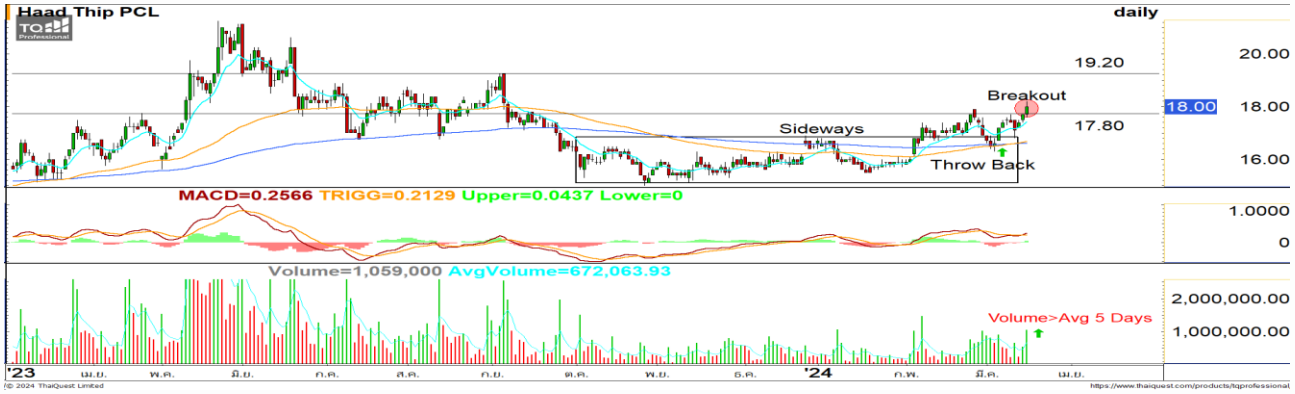 Haad Thip PCL
daily
TQ
Professional
20.00
19.20
Breakout
18.00
18.00
17.80
Sideways
16.00
Throw Back
MACD=0.2566 TRIGG=0.2129 Upper=0.0437 Lower=0
1.0000
0
Volume=1,059,000 AvgVolume=672,063.93
2,000,000.00
Volume>Avg 5 Days
1,000,000.00
'23 เม.ย. พ.ค. มิ.ย. ก.ค. ส.ค. ก.ย. ต.ค. พ.ย. ธ.ค. '24 ก.พ. มี.ค. เม.ย.
© 2024 ThaiQuest Limited
https://www.thaiquest.com/products/tqprofessional